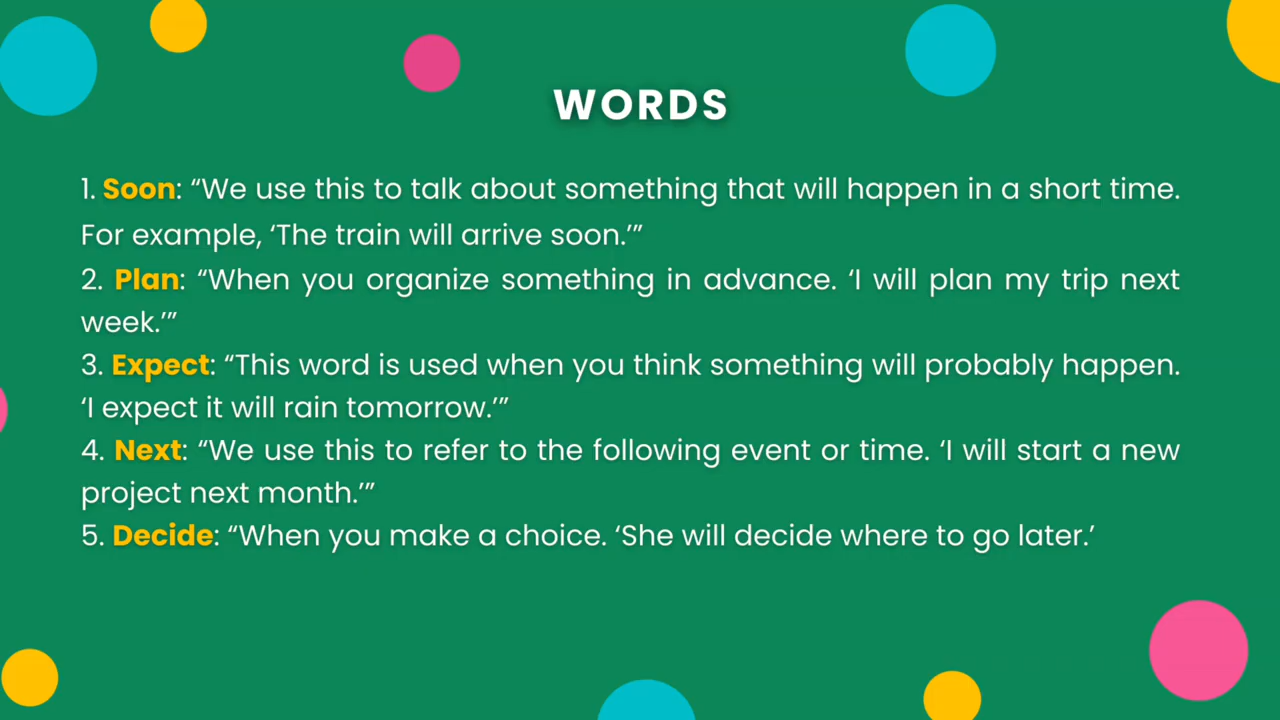 WORDS
1. Soon: “We use this to talk about something that will happen in a short time.
For example, ‘The train will arrive soon.’”
2. Plan: “When you organize something in advance. ‘I will plan my trip next
week.’”
3. Expect: “This word is used when you think something will probably happen.
‘I expect it will rain tomorrow.’”
4. Next: “We use this to refer to the following event or time. ‘I will start a new
project next month.’”
5. Decide: “When you make a choice. ‘She will decide where to go later.’